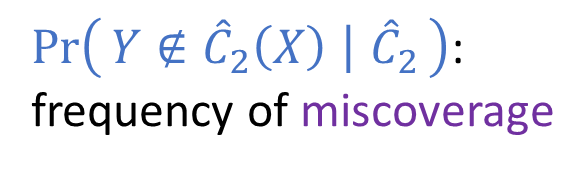 Pr( Y ∉ Ĉ₂(X) | Ĉ₂ ):
frequency of miscoverage